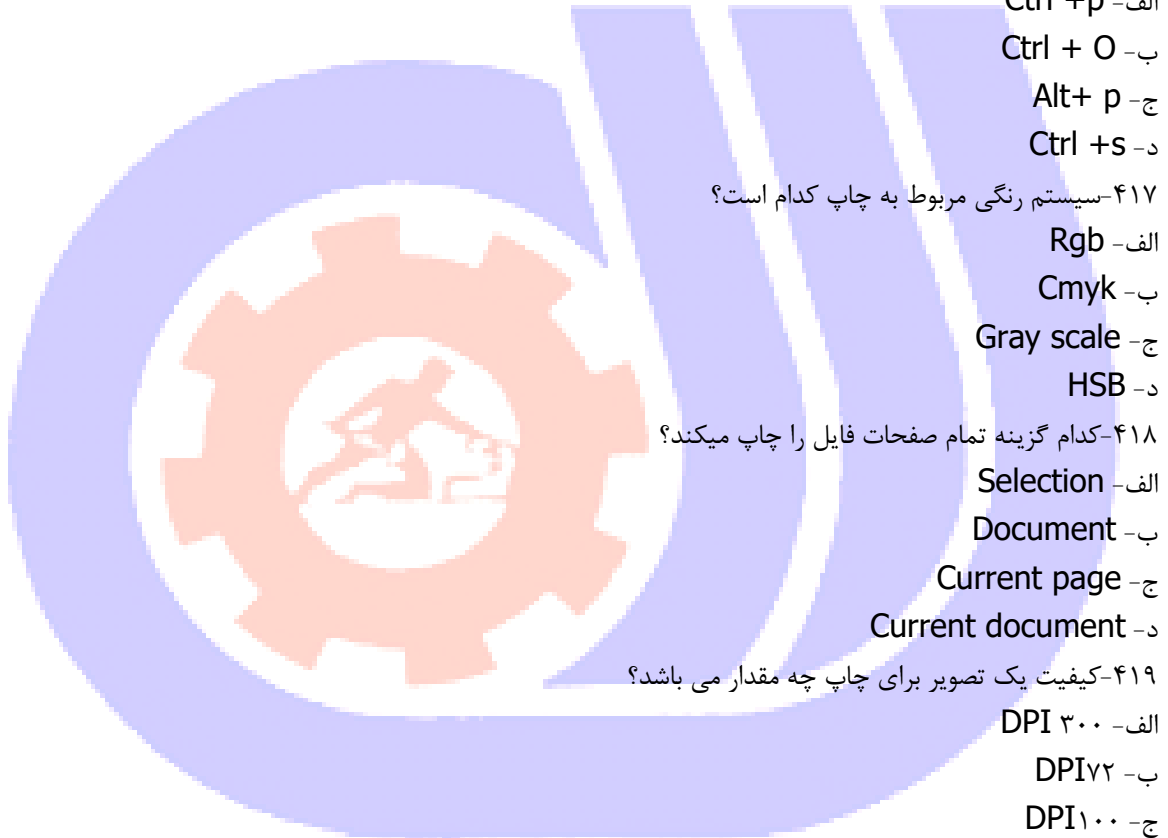 الف- Ctrl +p
ب- Ctrl + O
ج- Alt+ p
د- Ctrl +s
۴۱۷-سیستم رنگی مربوط به چاپ کدام است؟
الف- Rgb
ب- Cmyk
ج- Gray scale
د- HSB
۴۱۸-کدام گزینه تمام صفحات فایل را چاپ میکند؟
الف- Selection
ب- Document
ج- Current page
د- Current document
۴۱۹-کیفیت یک تصویر برای چاپ چه مقدار می باشد؟
الف- ۳۰۰ DPI
ب- DPI۷۲
ج- DPI۱۰۰